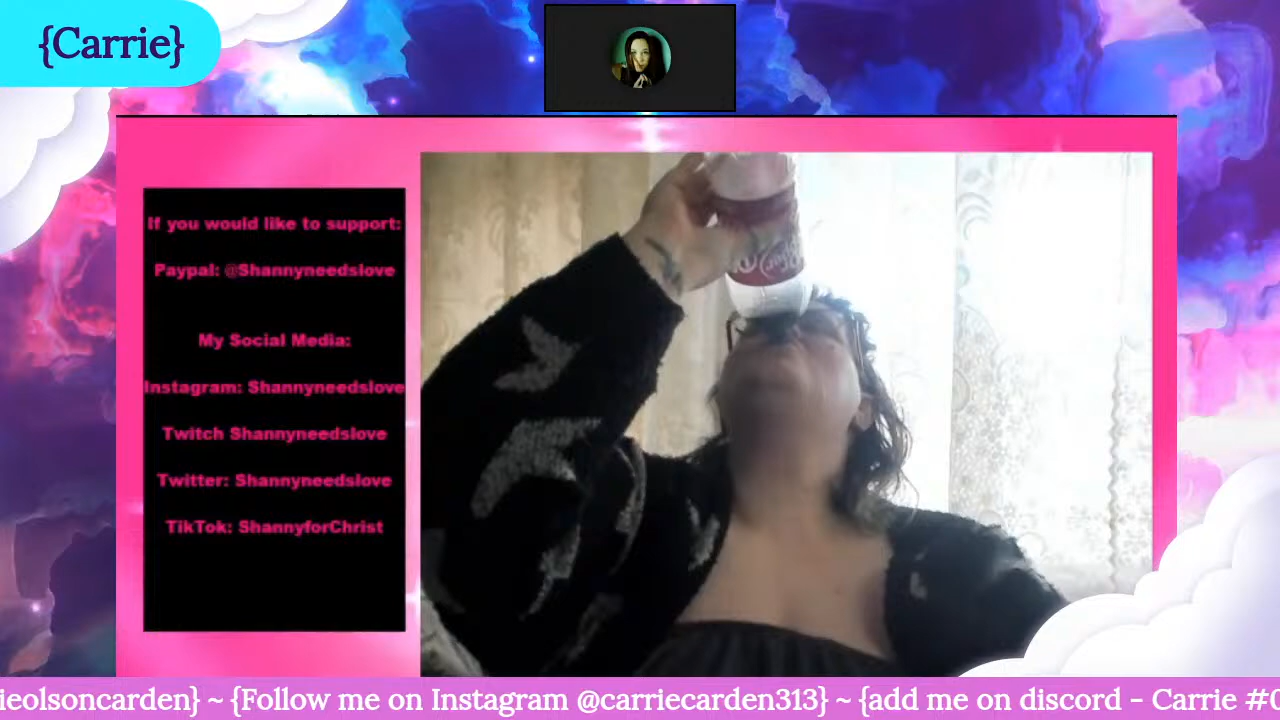 {Carrie}
If you would like to support:
Paypal: @Shannyneedslove
My Social Media:
Instagram: Shannyneedslove
Twitch Shannyneedslove
Twitter: Shannyneedslove
TikTok: ShannyforChrist
ieolsoncarden} ~ {Follow me on Instagram @carriecarden313} ~ {add me on discord - Carrie #0